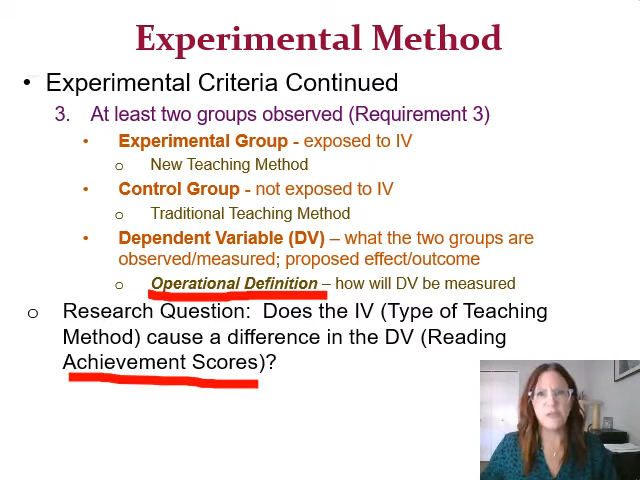 Experimental Method
• Experimental Criteria Continued
3. At least two groups observed (Requirement 3)
• Experimental Group - exposed to IV
o New Teaching Method
• Control Group - not exposed to IV
o Traditional Teaching Method
• Dependent Variable (DV) – what the two groups are
observed/measured; proposed effect/outcome
o Operational Definition – how will DV be measured
o Research Question: Does the IV (Type of Teaching
Method) cause a difference in the DV (Reading
Achievement Scores)?